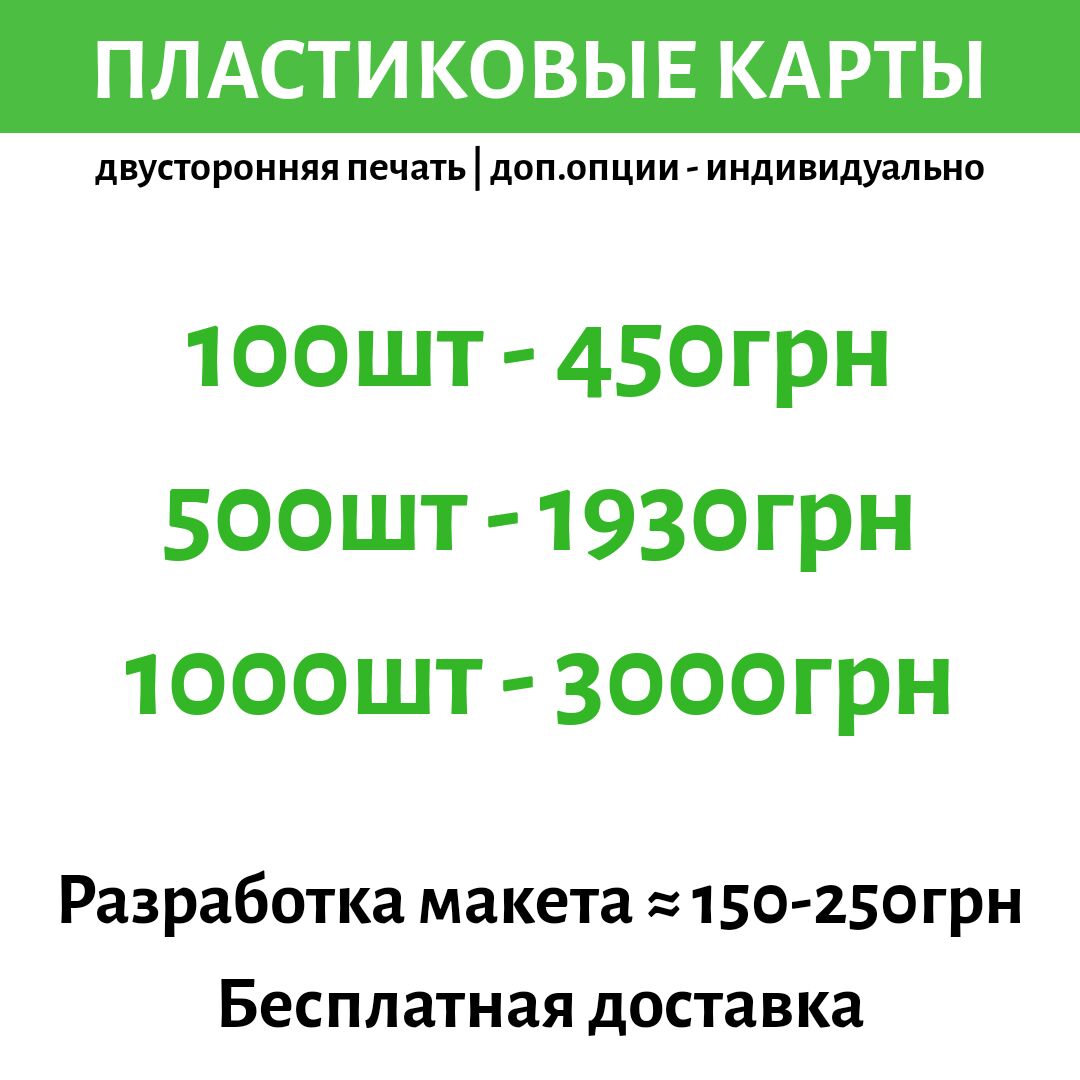 ПЛАСТИКОВЫЕ КАРТЫ
двусторонняя печать | доп.опции - индивидуально
100шт - 450грн
500шт - 1930грн
1000шт - 3000грн
Разработка макета ≈ 150-250грн
Бесплатная доставка